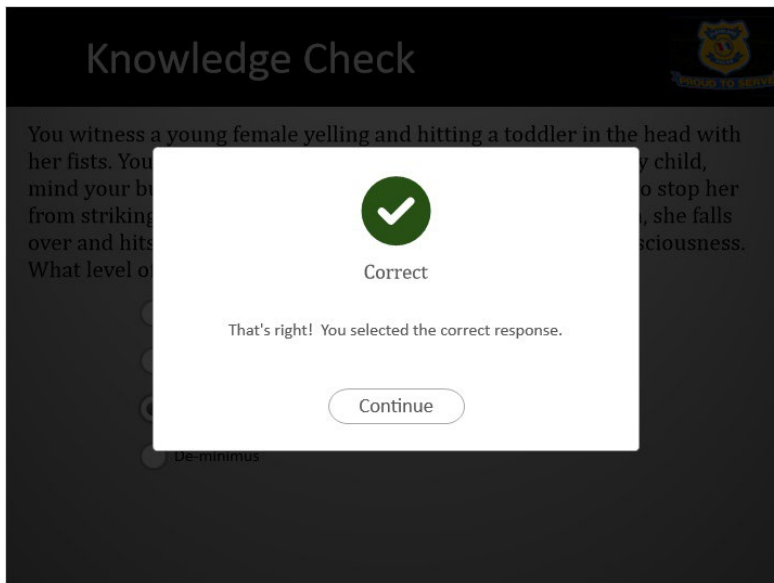 Knowledge Check
PROUD TO SERVE
You witness a young female yelling and hitting a toddler in the head with
her fists. You y child,
mind your bu o stop her
from striking , she falls
over and hits sciousness.
What level o
Correct
That's right! You selected the correct response.
Continue
De-minimus